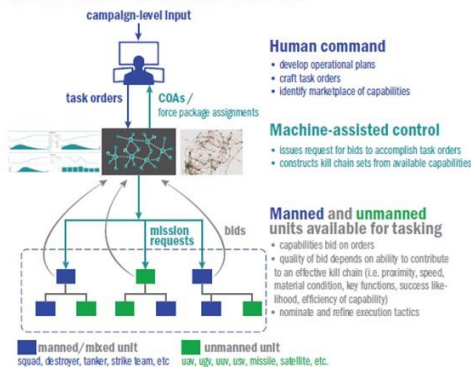 campaign-level input
Human command
• develop operational plans
• craft task orders
• identify marketplace of capabilities
task orders
COAs /
force package assignments
Machine-assisted control
• issues request for bids to accomplish task orders
• constructs kill chain sets from available capabilities
mission
requests
bids
Manned and unmanned
units available for tasking
• capabilities bid on orders
• quality of bid depends on ability to contribute
to an effective kill chain (i.e. proximity, speed,
material condition, key functions, success like-
lihood, efficiency of capability)
• nominate and refine execution tactics
manned/mixed unit
squad, destroyer, tanker, strike team, etc
unmanned unit
uav, ugv, uuv, usv, missile, satellite, etc.